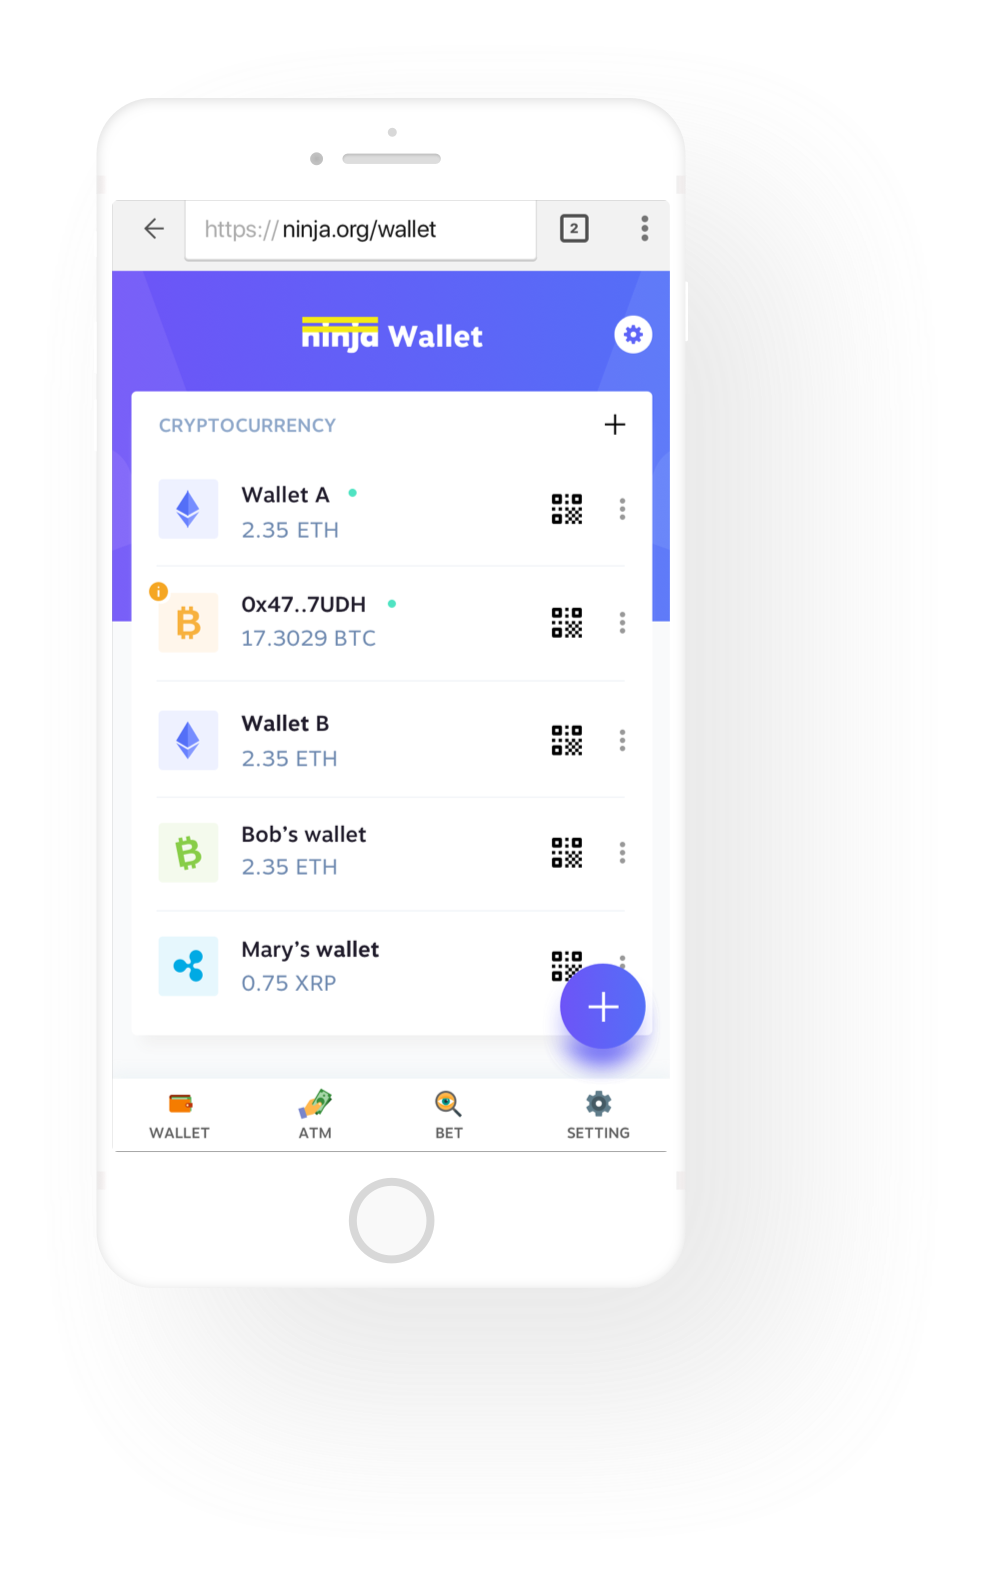 https://ninja.org/wallet
2
ninja Wallet
CRYPTOCURRENCY
Wallet A
2.35 ETH
0x47..7UDH
17.3029 BTC
Wallet B
2.35 ETH
Bob’s wallet
2.35 ETH
Mary’s wallet
0.75 XRP
WALLET ATM BET SETTING